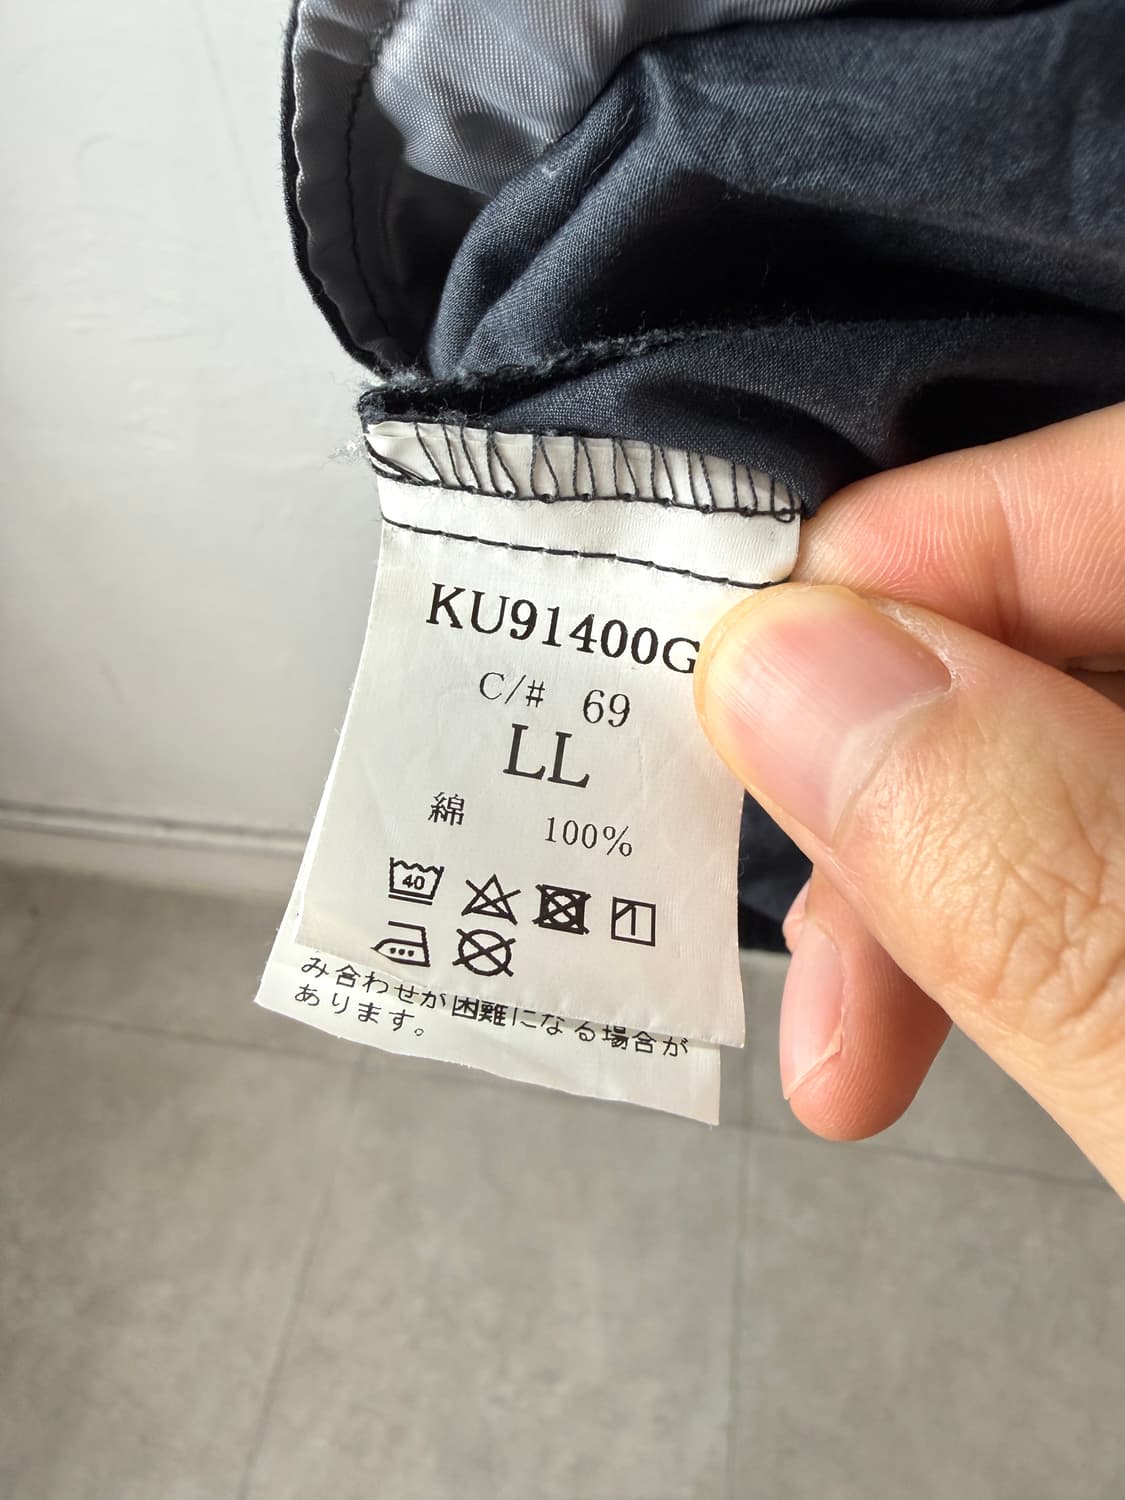 KU91400G
C/# 69
LL
綿 100%
40
み合わせが困難になる場合が
あります。